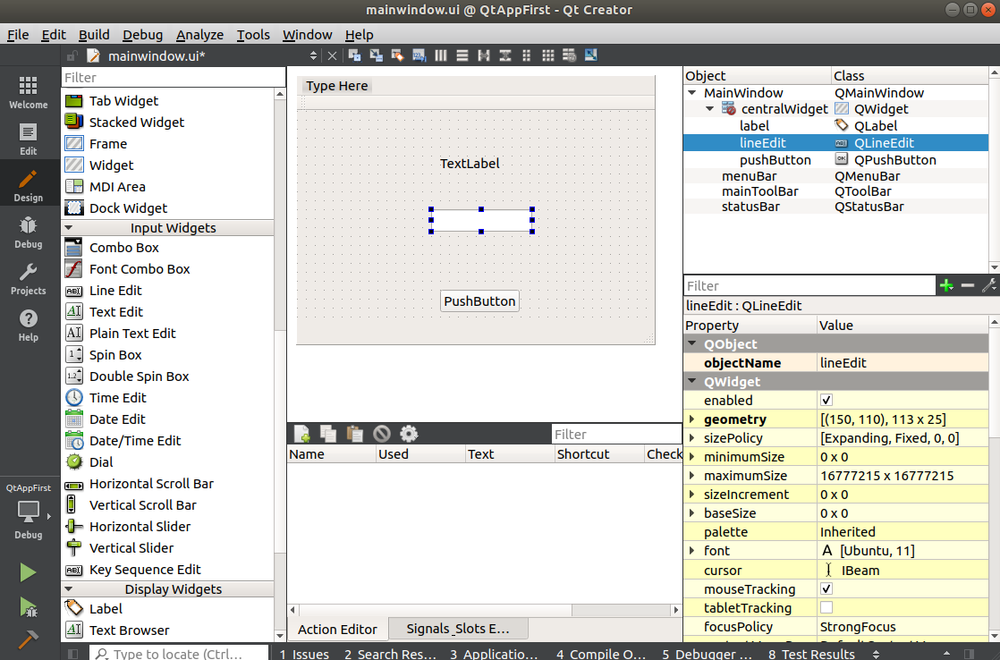 mainwindow.ui @ QtAppFirst - Qt Creator
File Edit Build Debug Analyze Tools Window Help
mainwindow.ui*
Welcome
Edit
Design
Debug
Projects
Help
QtAppFirst
Debug
Filter
Tab Widget
Stacked Widget
Frame
Widget
MDI Area
Dock Widget
Input Widgets
Combo Box
Font Combo Box
Line Edit
Text Edit
Plain Text Edit
Spin Box
Double Spin Box
Time Edit
Date Edit
Date/Time Edit
Dial
Horizontal Scroll Bar
Vertical Scroll Bar
Horizontal Slider
Vertical Slider
Key Sequence Edit
Display Widgets
Label
Text Browser
Type Here
TextLabel
PushButton
Filter
Name Used Text Shortcut Check
Action Editor Signals_Slots E...
Object Class
MainWindow QMainWindow
centralWidget QWidget
label QLabel
lineEdit QLineEdit
pushButton QPushButton
menuBar QMenuBar
mainToolBar QToolBar
statusBar QStatusBar
Filter
lineEdit : QLineEdit
Property Value
QObject
objectName lineEdit
QWidget
enabled
geometry [(150, 110), 113 x 25]
sizePolicy [Expanding, Fixed, 0, 0]
minimumSize 0 x 0
maximumSize 16777215 x 16777215
sizeIncrement 0 x 0
baseSize 0 x 0
palette Inherited
font A [Ubuntu, 11]
cursor IBeam
mouseTracking
tabletTracking
focusPolicy StrongFocus
Type to locate (Ctrl... 1 Issues 2 Search Res... 3 Applicatio... 4 Compile O... 5 Debugger ... 8 Test Results